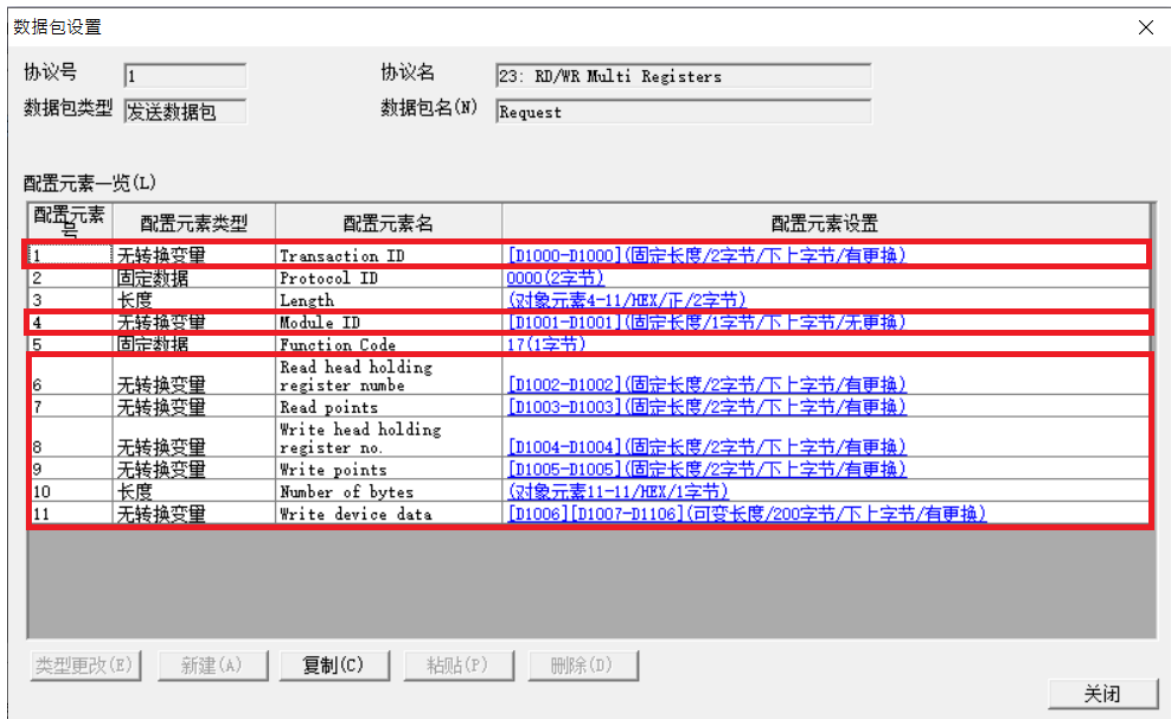 数据包设置
协议号 1 协议名 23: RD/WR Multi Registers
数据包类型 发送数据包 数据包名(N) Request
配置元素一览(L)
配置元素号 配置元素类型 配置元素名 配置元素设置
1 无转换变量 Transaction ID [D1000-D1000](固定长度/2字节/下上字节/有更换)
2 固定数据 Protocol ID 0000(2字节)
3 长度 Length (对象元素4-11/HEX/正/2字节)
4 无转换变量 Module ID [D1001-D1001](固定长度/1字节/下上字节/无更换)
5 固定数据 Function Code 17(1字节)
6 无转换变量 Read head holding register numbe [D1002-D1002](固定长度/2字节/下上字节/有更换)
7 无转换变量 Read points [D1003-D1003](固定长度/2字节/下上字节/有更换)
8 无转换变量 Write head holding register no. [D1004-D1004](固定长度/2字节/下上字节/有更换)
9 无转换变量 Write points [D1005-D1005](固定长度/2字节/下上字节/有更换)
10 长度 Number of bytes (对象元素11-11/HEX/1字节)
11 无转换变量 Write device data [D1006][D1007-D1106](可变长度/200字节/下上字节/有更换)
类型更改(E) 新建(A) 复制(C) 粘贴(P) 删除(D)
关闭